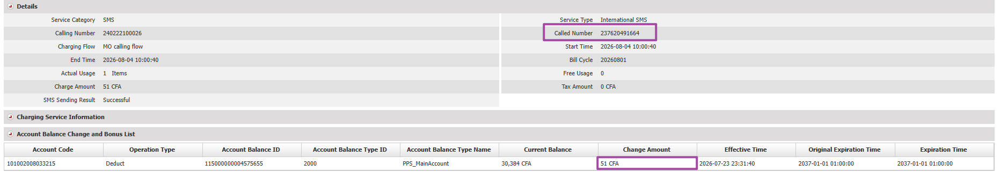 Details
Service Category SMS Service Type International SMS
Calling Number 240222100026 Called Number 237620491664
Charging Flow MO calling flow Start Time 2026-08-04 10:00:40
End Time 2026-08-04 10:00:40 Bill Cycle 20260801
Actual Usage 1 Items Free Usage 0
Charge Amount 51 CFA Tax Amount 0 CFA
SMS Sending Result Successful
Charging Service Information
Account Balance Change and Bonus List
Account Code Operation Type Account Balance ID Account Balance Type ID Account Balance Type Name Current Balance Change Amount Effective Time Original Expiration Time Expiration Time
101002008033215 Deduct 115000000004575655 2000 PPS_MainAccount 30,384 CFA 51 CFA 2026-07-23 23:31:40 2037-01-01 01:00:00 2037-01-01 01:00:00